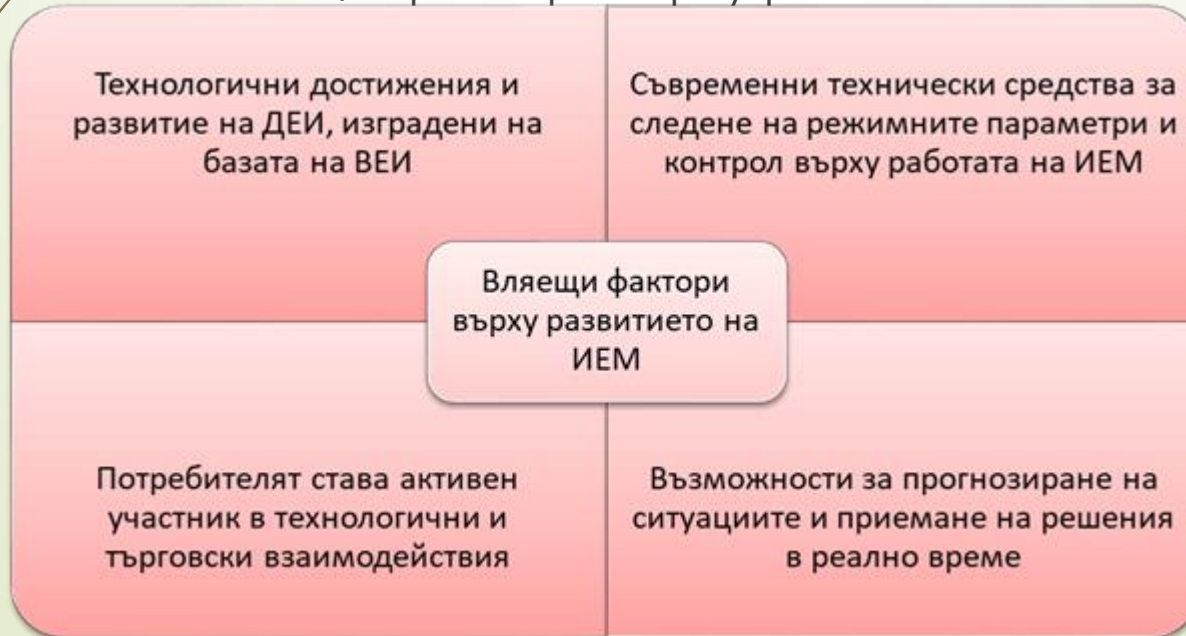 Технологични достижения и
развитие на ДЕИ, изградени на
базата на ВЕИ
Съвременни технически средства за
следене на режимните параметри и
контрол върху работата на ИЕМ
Вляещи фактори
върху развитието на
ИЕМ
Потребителят става активен
участник в технологични и
търговски взаимодействия
Възможности за прогнозиране на
ситуациите и приемане на решения
в реално време